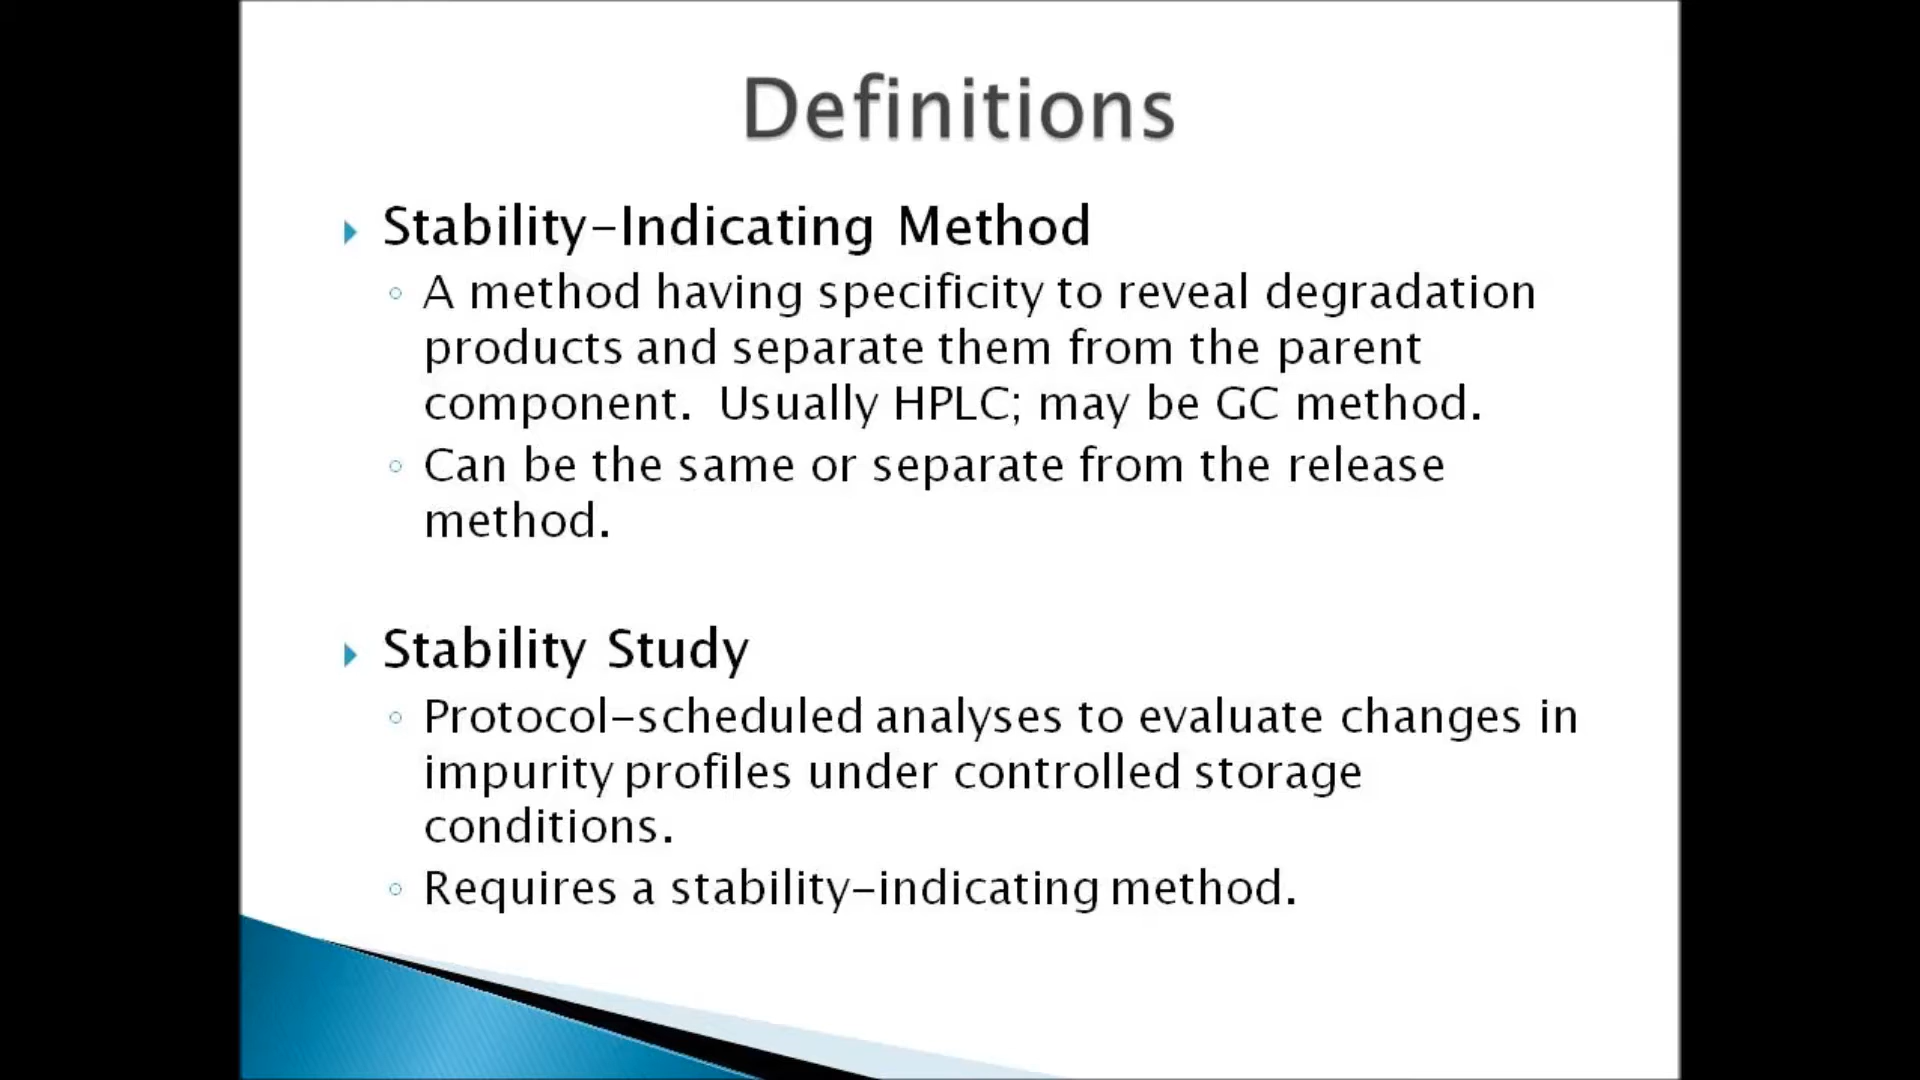 Definitions
Stability-Indicating Method
A method having specificity to reveal degradation
products and separate them from the parent
component. Usually HPLC; may be GC method.
Can be the same or separate from the release
method.
Stability Study
Protocol-scheduled analyses to evaluate changes in
impurity profiles under controlled storage
conditions.
Requires a stability-indicating method.